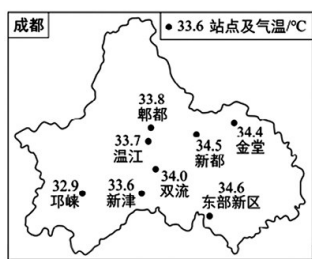 成都
33.6 站点及气温/℃
33.8
郫都
33.7
温江
34.5
新都
34.4
金堂
34.0
双流
32.9
邛崃
33.6
新津
34.6
东部新区